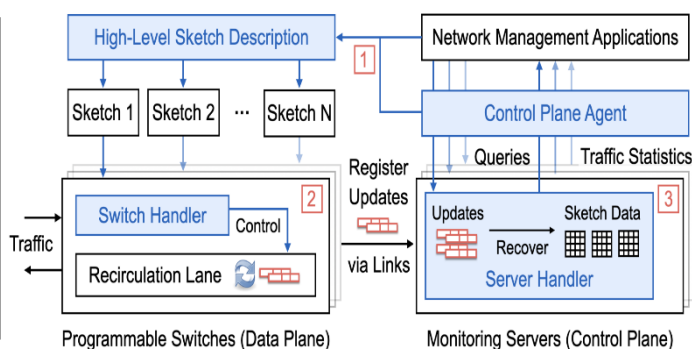 High-Level Sketch Description
1
Network Management Applications
Sketch 1
Sketch 2
...
Sketch N
Control Plane Agent
Queries
Traffic Statistics
Register
Updates
via Links
Traffic
2
Switch Handler
Control
Recirculation Lane
3
Updates
Sketch Data
Recover
Server Handler
Programmable Switches (Data Plane)
Monitoring Servers (Control Plane)